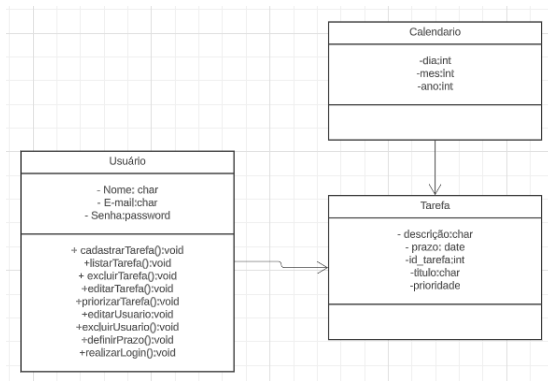 Calendario
-dia;int
-mes:int
-ano:int
Usuário
- Nome: char
- E-mail:char
- Senha:password
+ cadastrarTarefa():void
+listarTarefa():void
+ excluirTarefa():void
+editarTarefa():void
+priorizarTarefa():void
+editarUsuario:void
+excluirUsuario():void
+definirPrazo():void
+realizarLogin():void
Tarefa
- descrição:char
- prazo: date
-id_tarefa;int
-titulo:char
-prioridade